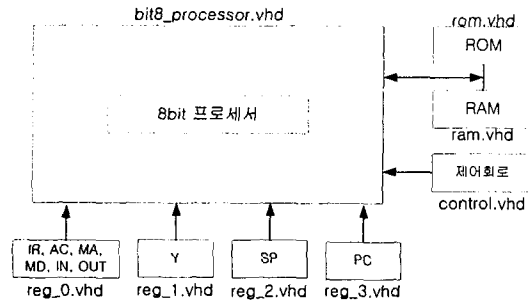 bit8_processor.vhd
rom.vhd
ROM
8bit 프로세서
RAM
ram.vhd
제어회로
control.vhd
IR, AC, MA,
MD, IN, OUT
Y
SP
PC
reg_0.vhd
reg_1.vhd
reg_2.vhd
reg_3.vhd